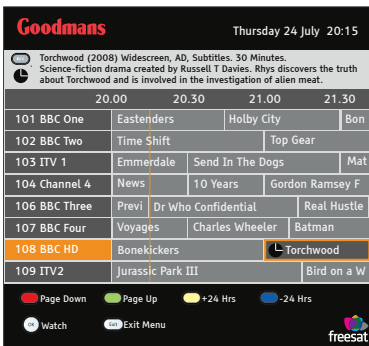 Goodmans
Thursday 24 July 20:15
REC Torchwood (2008) Widescreen, AD, Subtitles. 30 Minutes.
Science-fiction drama created by Russell T Davies. Rhys discovers the truth
about Torchwood and is involved in the investigation of alien meat.
20.00 20.30 21.00 21.30
101 BBC One Eastenders Holby City Bon
102 BBC Two Time Shift Top Gear
103 ITV 1 Emmerdale Send In The Dogs Mat
104 Channel 4 News 10 Years Gordon Ramsey F
106 BBC Three Previ Dr Who Confidential Real Hustle
107 BBC Four Voyages Charles Wheeler Batman
108 BBC HD Bonekickers Torchwood
109 ITV2 Jurassic Park III Bird on a W
Page Down Page Up +24 Hrs -24 Hrs
OK Watch Exit Exit Menu
freesat